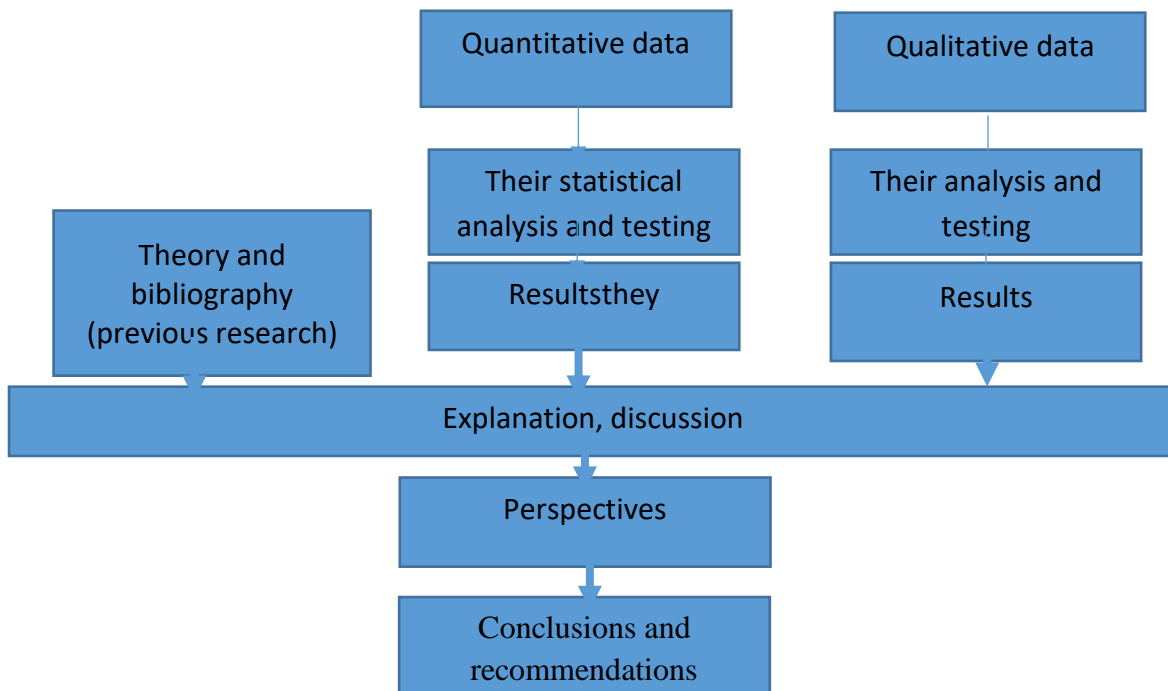 Quantitative data
Qualitative data
Their statistical
analysis and testing
Their analysis and
testing
Theory and
bibliography
(previous research)
Resultsthey
Results
Explanation, discussion
Perspectives
Conclusions and
recommendations